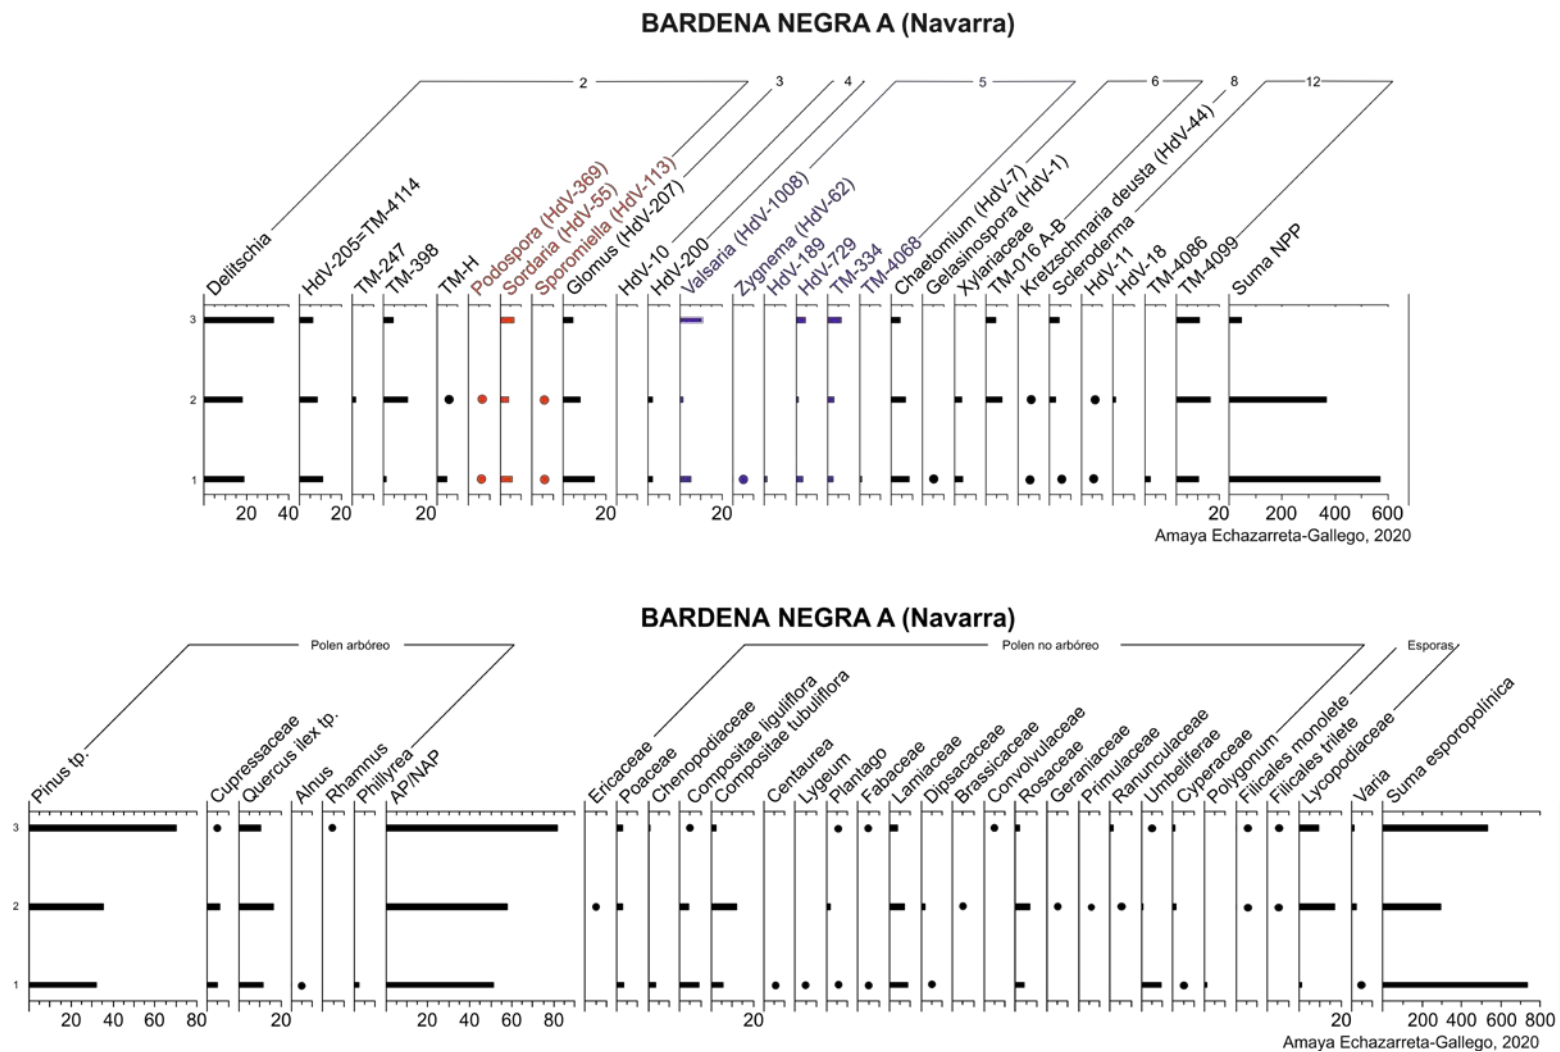 BARDENA NEGRA A (Navarra)
2 3 4 5 6 8 12
Delitschia
HdV-205=TM-4114
TM-247
TM-398
TM-H
Podospora (HdV-369)
Sordaria (HdV-55)
Sporomiella (HdV-113)
Glomus (HdV-207)
HdV-10
HdV-200
Valsaria (HdV-1008)
Zygnema (HdV-62)
HdV-189
HdV-729
TM-334
TM-4068
Chaetomium (HdV-7)
Gelasinospora (HdV-1)
Xylariaceae
TM-016 A-B
Kretzschmaria deusta (HdV-44)
Scleroderma
HdV-11
HdV-18
TM-4086
TM-4099
Suma NPP
3
2
1
20 40 20 20 20 20 20 200 400 600
Amaya Echazarreta-Gallego, 2020
BARDENA NEGRA A (Navarra)
Polen arbóreo Polen no arbóreo Esporas
Pinus tp.
Cupressaceae
Quercus ilex tp.
Alnus
Rhamnus
Phillyrea
AP/NAP
Ericaceae
Poaceae
Chenopodiaceae
Compositae liguliflora
Compositae tubuliflora
Centaurea
Lygeum
Plantago
Fabaceae
Lamiaceae
Dipsacaceae
Brassicaceae
Convolvulaceae
Rosaceae
Geraniaceae
Primulaceae
Ranunculaceae
Umbeliferae
Cyperaceae
Polygonum
Filicales monolete
Filicales trilete
Lycopodiaceae
Varia
Suma esporopolínica
3
2
1
20 40 60 80 20 20 40 60 80 20 20 200 400 600 800
Amaya Echazarreta-Gallego, 2020